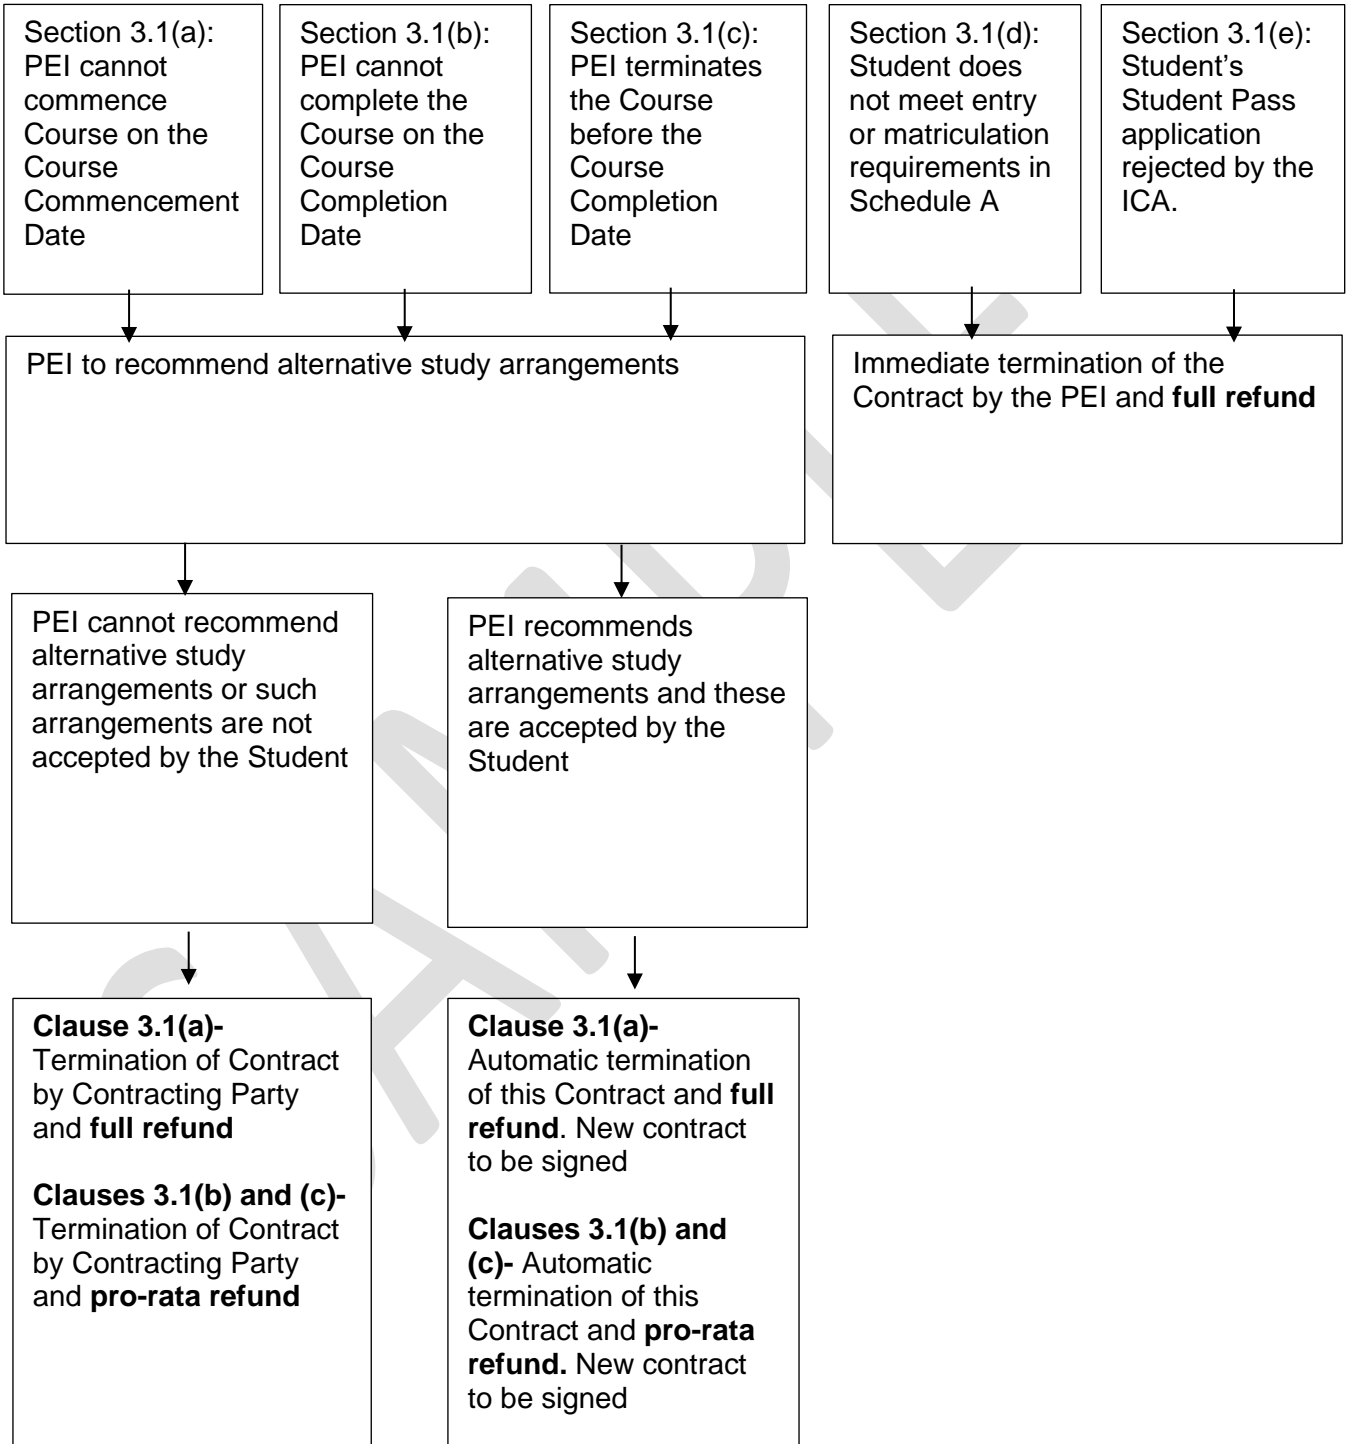 Section 3.1(a):
PEI cannot
commence
Course on the
Course
Commencement
Date
Section 3.1(b):
PEI cannot
complete the
Course on the
Course
Completion
Date
Section 3.1(c):
PEI terminates
the Course
before the
Course
Completion
Date
Section 3.1(d):
Student does
not meet entry
or matriculation
requirements in
Schedule A
Section 3.1(e):
Student’s
Student Pass
application
rejected by the
ICA.
PEI to recommend alternative study arrangements
Immediate termination of the
Contract by the PEI and full refund
PEI cannot recommend
alternative study
arrangements or such
arrangements are not
accepted by the Student
PEI recommends
alternative study
arrangements and these
are accepted by the
Student
Clause 3.1(a)-
Termination of Contract
by Contracting Party
and full refund
Clauses 3.1(b) and (c)-
Termination of Contract
by Contracting Party
and pro-rata refund
Clause 3.1(a)-
Automatic termination
of this Contract and full
refund. New contract
to be signed
Clauses 3.1(b) and
(c)- Automatic
termination of this
Contract and pro-rata
refund. New contract
to be signed
SAMPLE